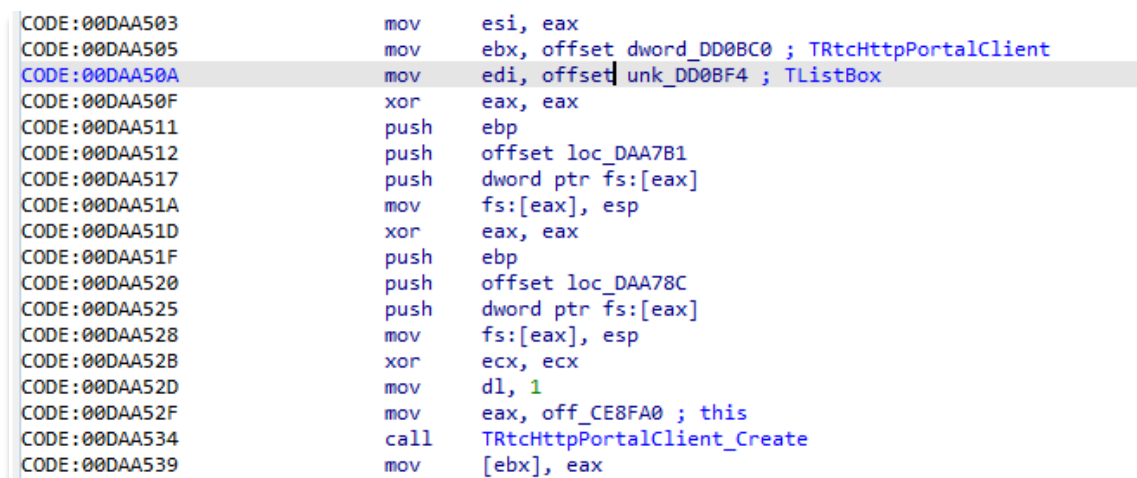 CODE:00DAA503 mov esi, eax
CODE:00DAA505 mov ebx, offset dword_DD0BC0 ; TRtcHttpPortalClient
CODE:00DAA50A mov edi, offset unk_DD0BF4 ; TListBox
CODE:00DAA50F xor eax, eax
CODE:00DAA511 push ebp
CODE:00DAA512 push offset loc_DAA7B1
CODE:00DAA517 push dword ptr fs:[eax]
CODE:00DAA51A mov fs:[eax], esp
CODE:00DAA51D xor eax, eax
CODE:00DAA51F push ebp
CODE:00DAA520 push offset loc_DAA78C
CODE:00DAA525 push dword ptr fs:[eax]
CODE:00DAA528 mov fs:[eax], esp
CODE:00DAA52B xor ecx, ecx
CODE:00DAA52D mov dl, 1
CODE:00DAA52F mov eax, off_CE8FA0 ; this
CODE:00DAA534 call TRtcHttpPortalClient_Create
CODE:00DAA539 mov [ebx], eax